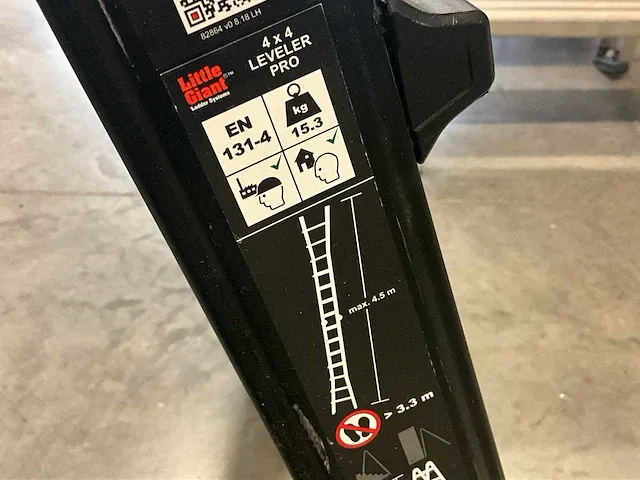 82864 v0 8.18 LH
Little
Giant®™
Ladder Systems
4 x 4
LEVELER
PRO
EN
131-4
kg
15.3
max. 4.5 m
> 3.3 m